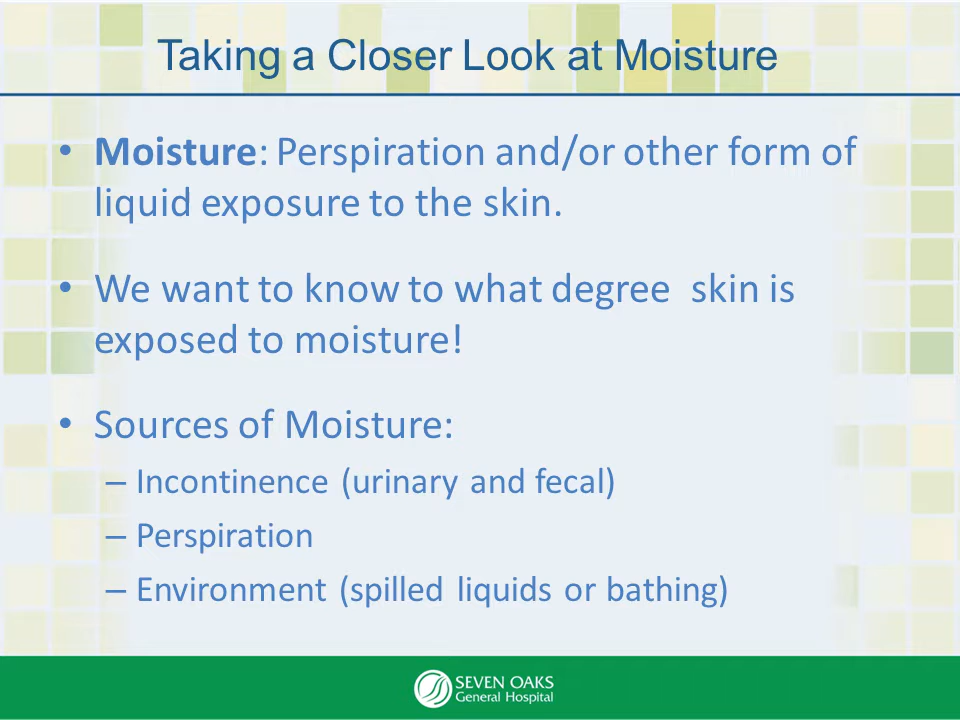 Taking a Closer Look at Moisture
• Moisture: Perspiration and/or other form of
liquid exposure to the skin.
• We want to know to what degree skin is
exposed to moisture!
• Sources of Moisture:
– Incontinence (urinary and fecal)
– Perspiration
– Environment (spilled liquids or bathing)
SEVEN OAKS
General Hospital